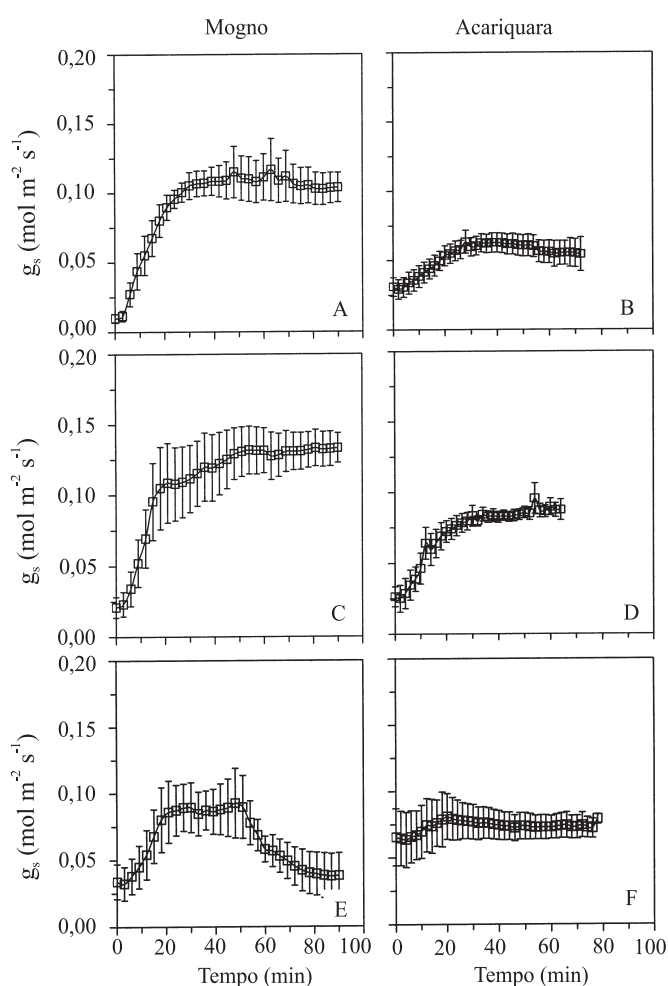 Mogno Acariquara
0,20
0,15
0,10
0,05
0,00
gs (mol m-2 s-1)
A
B
0,20
0,15
0,10
0,05
0,00
gs (mol m-2 s-1)
C
D
0,20
0,15
0,10
0,05
0,00
gs (mol m-2 s-1)
E
F
0 20 40 60 80 100 0 20 40 60 80 100
Tempo (min) Tempo (min)